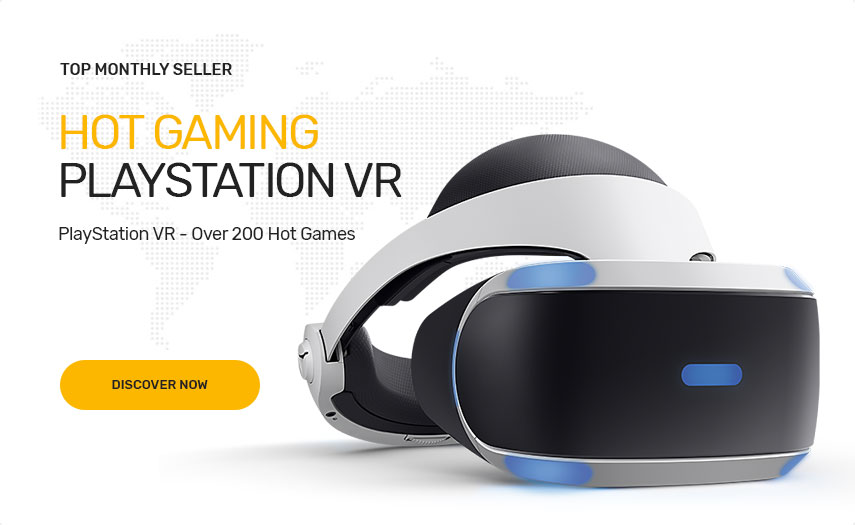 TOP MONTHLY SELLER
HOT GAMING
PLAYSTATION VR
PlayStation VR - Over 200 Hot Games
DISCOVER NOW